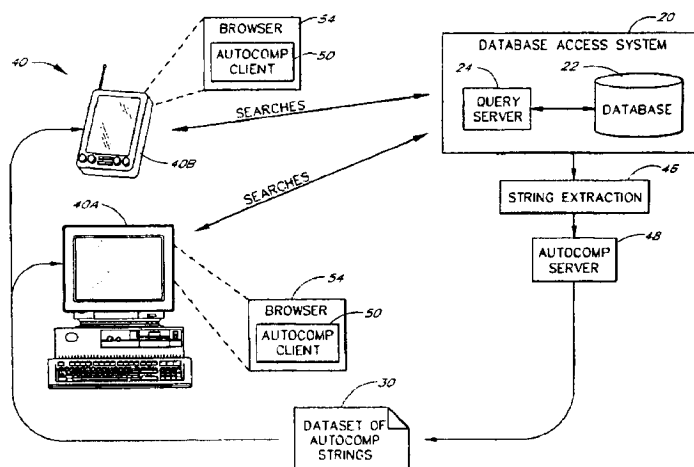 54
BROWSER
AUTOCOMP
CLIENT
50
40
40B
SEARCHES
SEARCHES
20
DATABASE ACCESS SYSTEM
24
22
QUERY
SERVER
DATABASE
46
STRING EXTRACTION
48
AUTOCOMP
SERVER
40A
54
BROWSER
50
AUTOCOMP
CLIENT
30
DATASET OF
AUTOCOMP
STRINGS